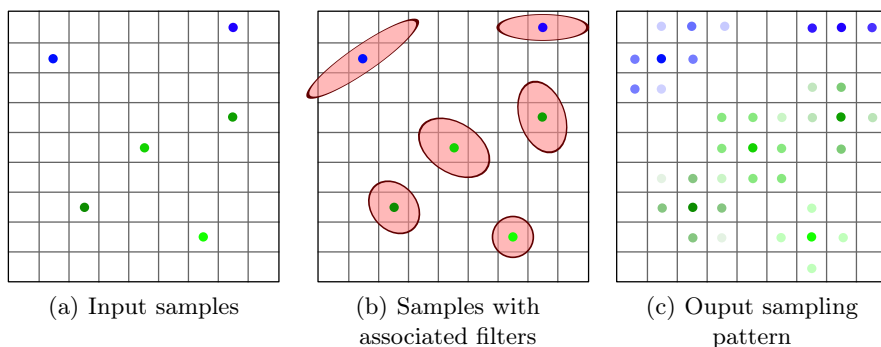 (a) Input samples
(b) Samples with
associated filters
(c) Ouput sampling
pattern